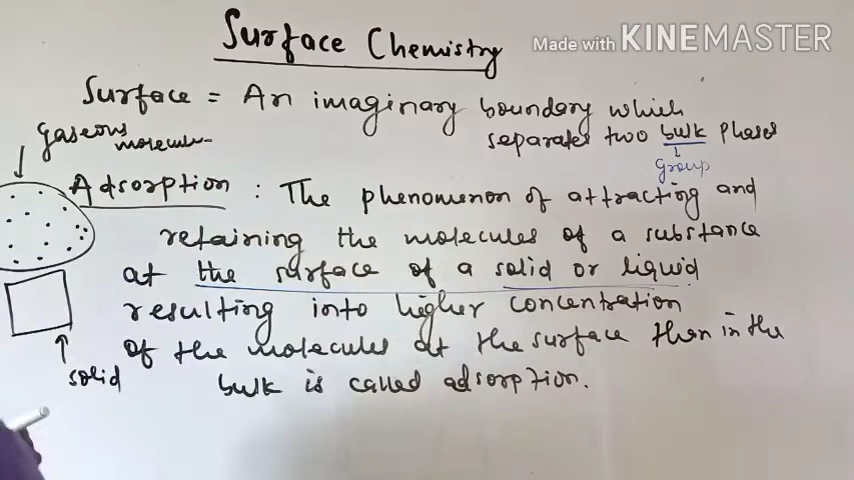 Surface Chemistry
Made with KINEMASTER
Surface = An imaginary boundary which
separates two bulk phases
group
gaseous
molecules
Adsorption : The phenomenon of attracting and
retaining the molecules of a substance
at the surface of a solid or liquid
resulting into higher concentration
of the molecules at the surface then in the
bulk is called adsorption.
solid